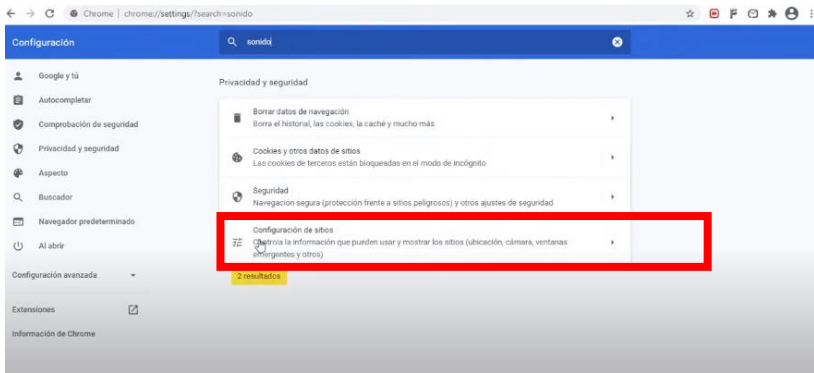 Chrome | chrome://settings/?search=sonido
Configuración
sonido
Google y tú
Autocompletar
Comprobación de seguridad
Privacidad y seguridad
Aspecto
Buscador
Navegador predeterminado
Al abrir
Configuración avanzada
Extensiones
Información de Chrome
Privacidad y seguridad
Borrar datos de navegación
Borra el historial, las cookies, la caché y mucho más
Cookies y otros datos de sitios
Las cookies de terceros están bloqueadas en el modo de incógnito
Seguridad
Navegación segura (protección frente a sitios peligrosos) y otros ajustes de seguridad
Configuración de sitios
Controla la información que pueden usar y mostrar los sitios (ubicación, cámara, ventanas
emergentes y otros)
2 resultados